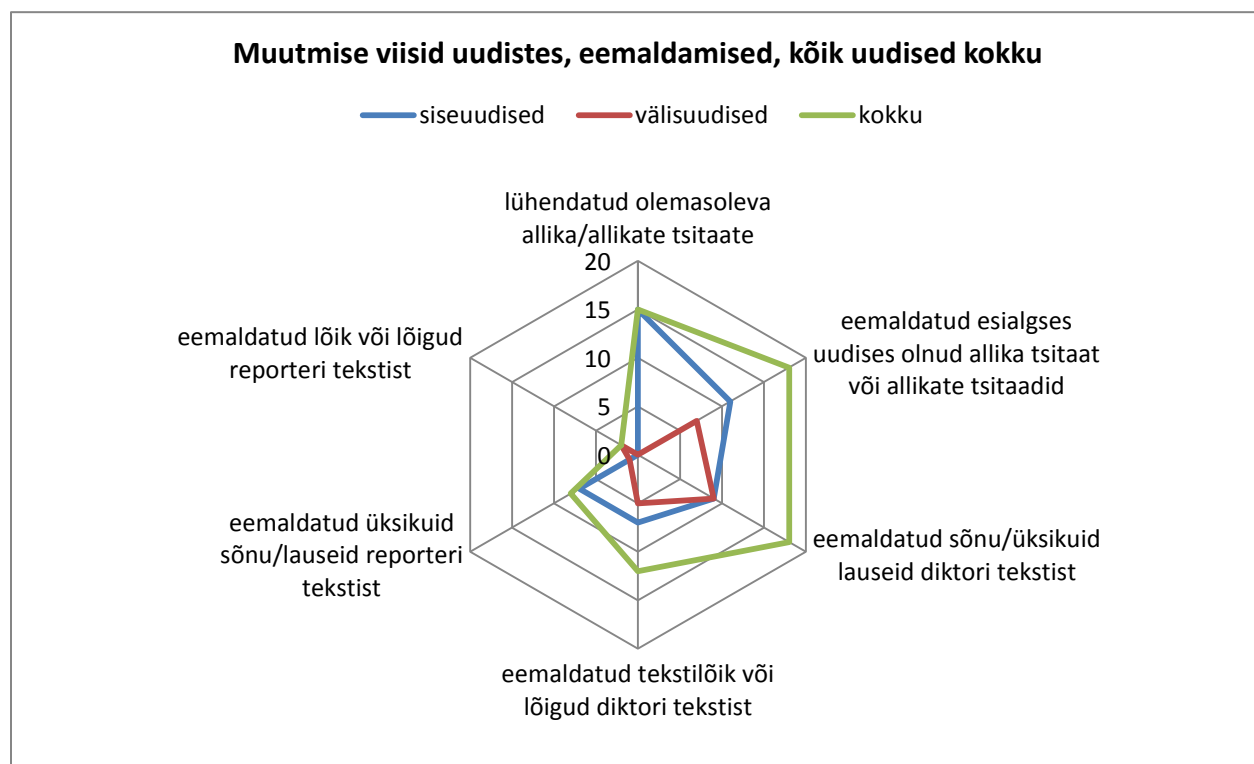 Muutmise viisid uudistes, eemaldamised, kõik uudised kokku
siseuudised välisuudised kokku
lühendatud olemasoleva
allika/allikate tsitaate
20
15
10
5
0
eemaldatud esialgses
uudises olnud allika tsitaat
või allikate tsitaadid
eemaldatud sõnu/üksikuid
lauseid diktori tekstist
eemaldatud tekstilõik või
lõigud diktori tekstist
eemaldatud üksikuid
sõnu/lauseid reporteri
tekstist
eemaldatud lõik või lõigud
reporteri tekstist